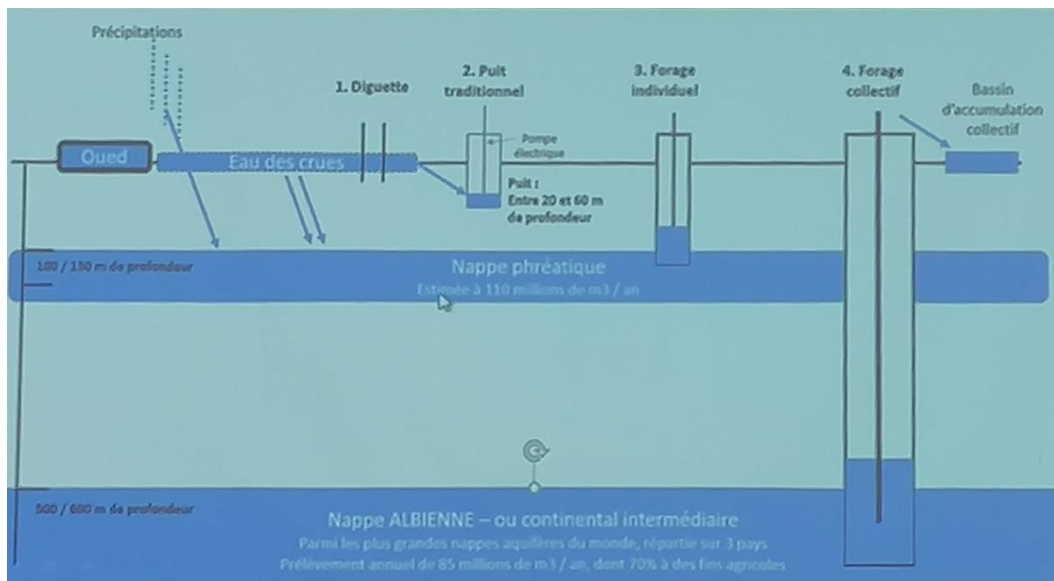 Précipitations
1. Diguette
2. Puit
traditionnel
3. Forage
individuel
4. Forage
collectif
Bassin
d'accumulation
collectif
Pompe
électrique
Oued
Eau des crues
Puit :
Entre 20 et 60 m
de profondeur
m de profondeur
Nappe phréatique
Estimée à 110 millions de m3 / an
500 / 600 m de profondeur
Nappe ALBIENNE – ou continental intermédiaire
Parmi les plus grandes nappes aquifères du monde, répartie sur 3 pays
Prélèvement annuel de 85 millions de m3 / an, dont 70% à des fins agricoles